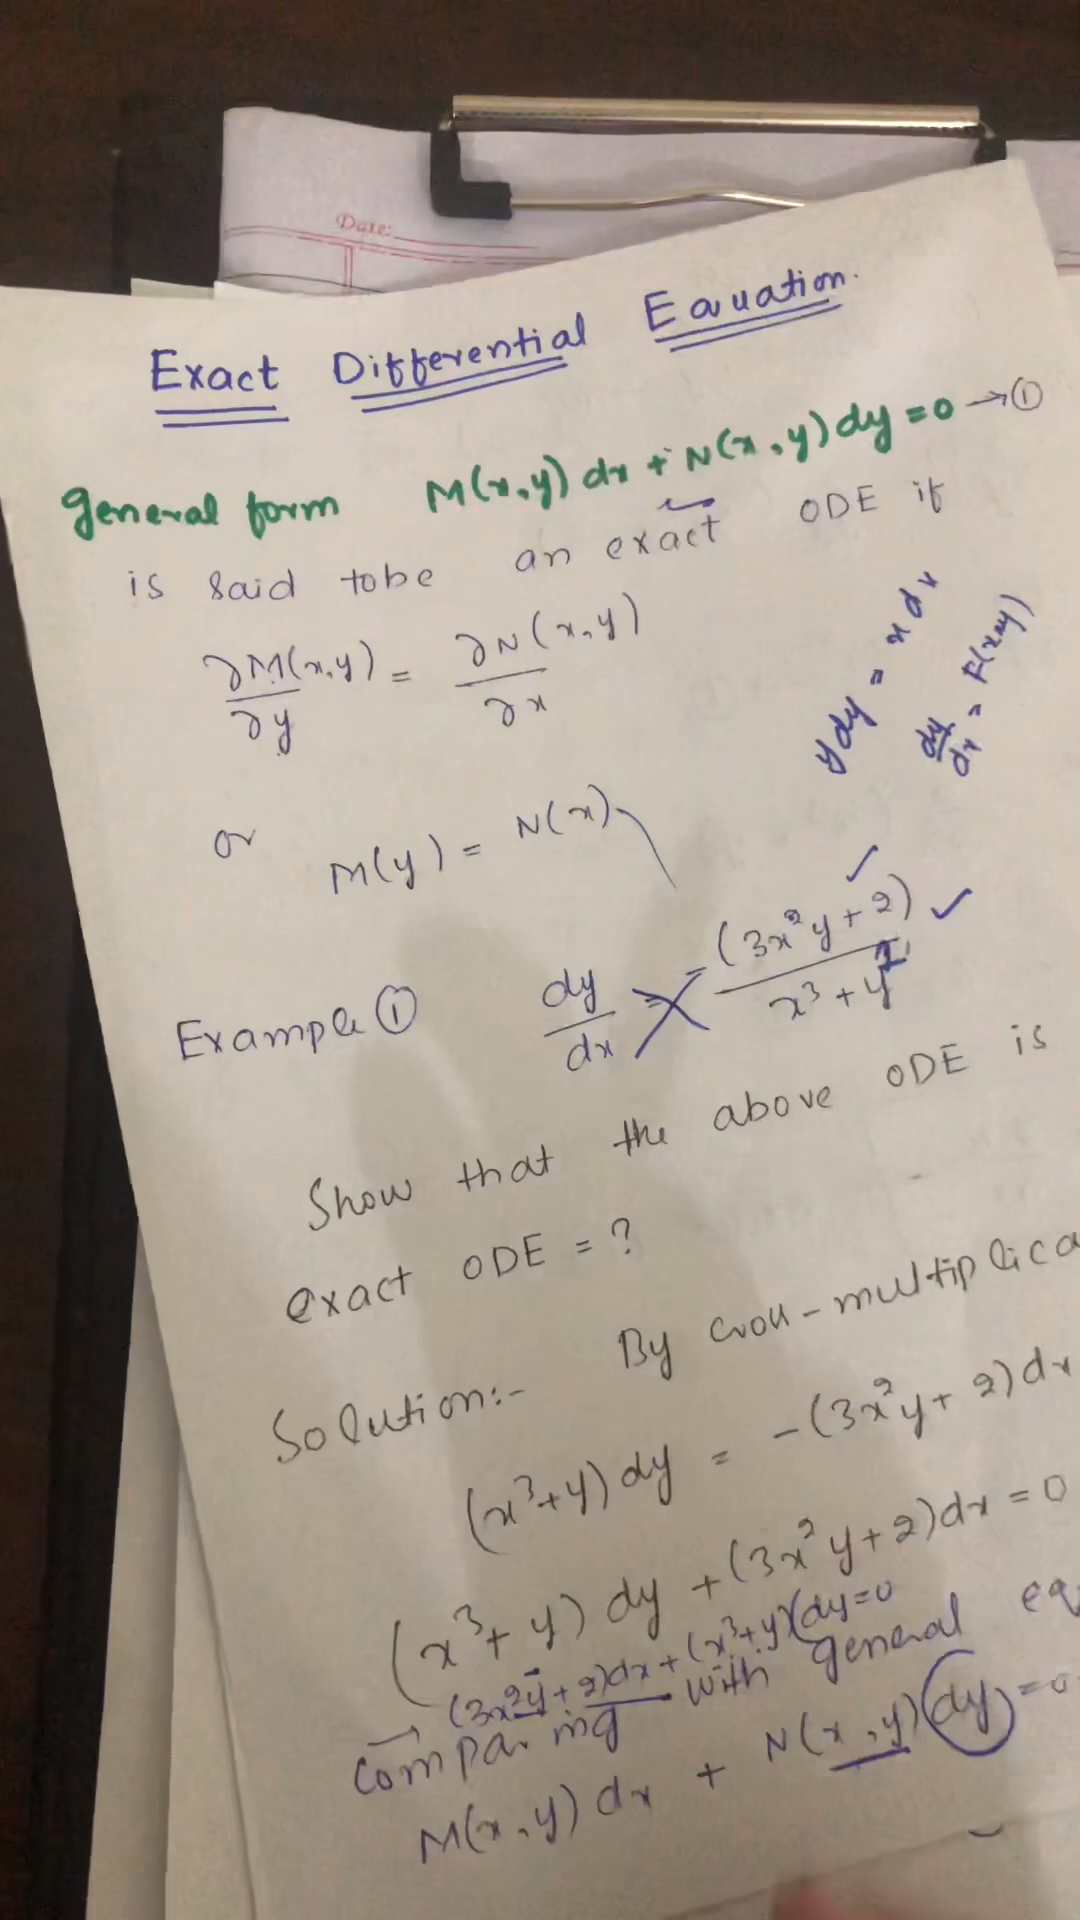 Date:
Exact Differential Equation.
general form M(x,y) dx + N(x,y) dy = 0 → ①
is said tobe an exact ODE if
∂M(x,y)/∂y = ∂N(x,y)/∂x
ydy = x dx
dy/dx = F(x,y)
or M(y) = N(x)
Example ① dy/dx = -(3x²y+2)/x³+y
Show that the above ODE is
exact ODE = ?
Solution:- By cross-multiplica
(x³+y) dy = -(3x²y+2)dx
(x³+y) dy + (3x²y+2)dx = 0
(3x²y+2)dx + (x³+y)(dy=0
Comparing with general eq
M(x,y) dx + N(x,y) dy = 0